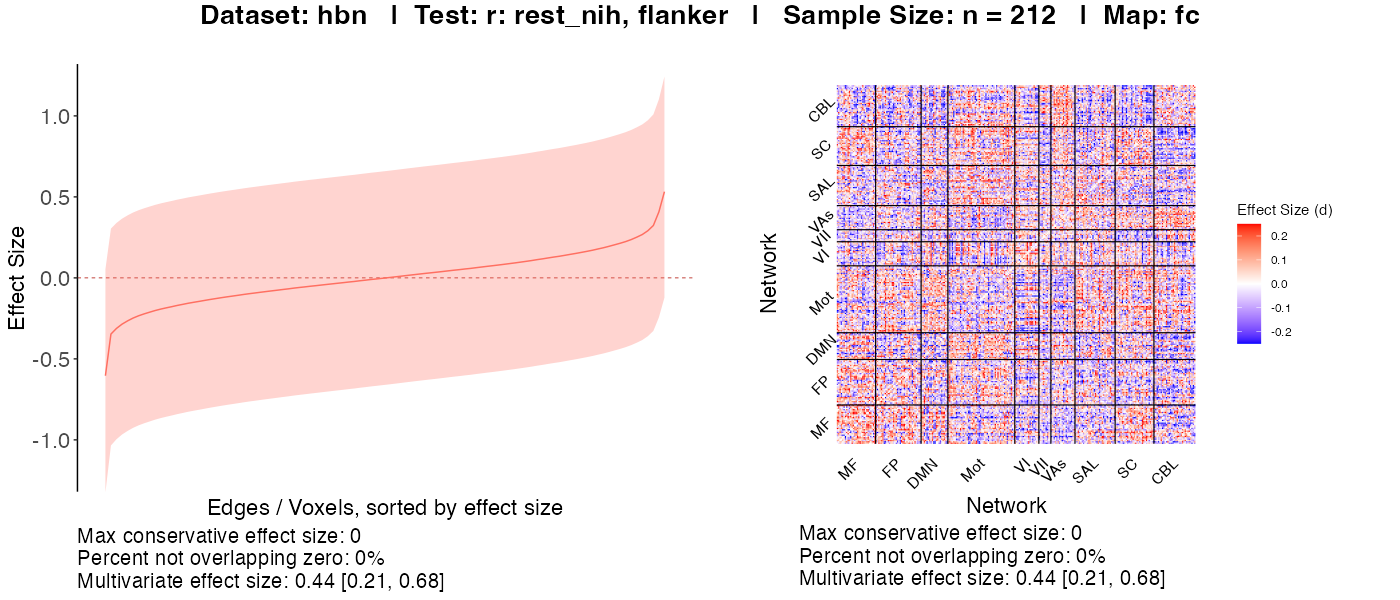 Dataset: hbn | Test: r: rest_nih, flanker | Sample Size: n = 212 | Map: fc
Effect Size
1.0
0.5
0.0
-0.5
-1.0
Edges / Voxels, sorted by effect size
Max conservative effect size: 0
Percent not overlapping zero: 0%
Multivariate effect size: 0.44 [0.21, 0.68]
Network
CBL
SC
SAL
VAs
VII
VI
Mot
DMN
FP
MF
MF
FP
DMN
Mot
VI
VII
VAs
SAL
SC
CBL
Network
Max conservative effect size: 0
Percent not overlapping zero: 0%
Multivariate effect size: 0.44 [0.21, 0.68]
Effect Size (d)
0.2
0.1
0.0
-0.1
-0.2